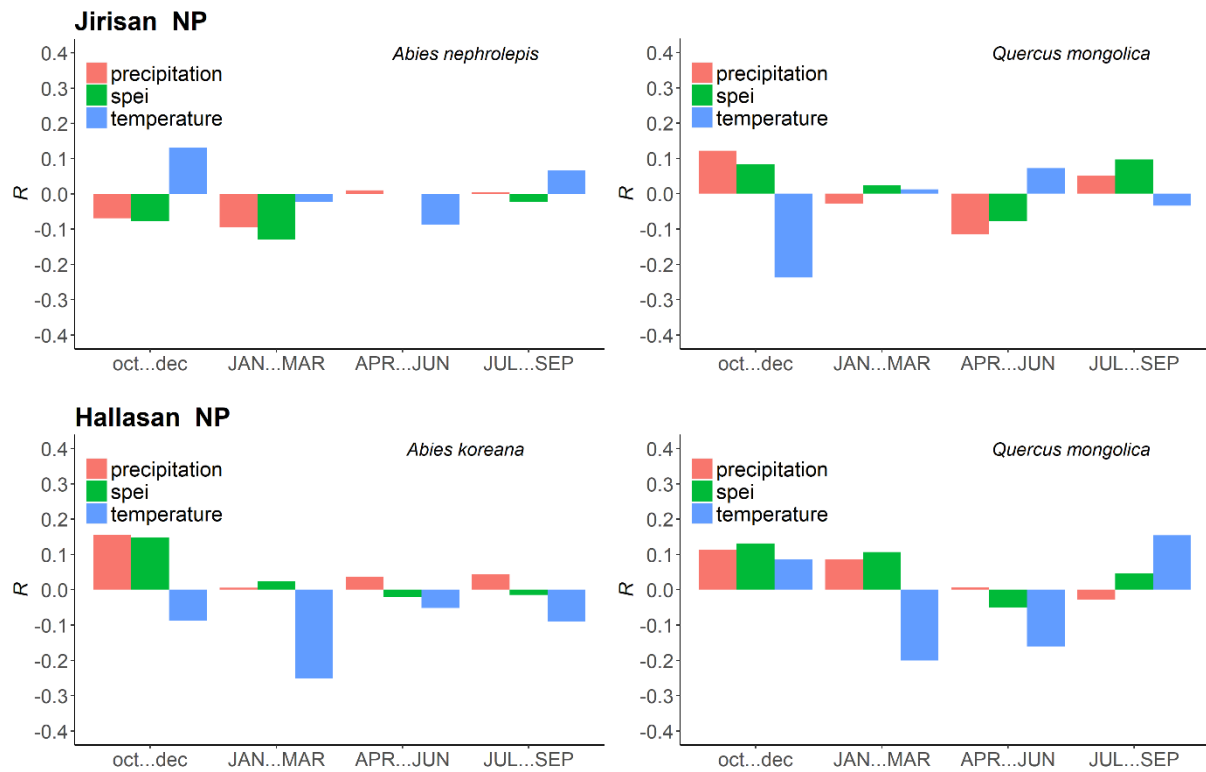 Jirisan NP
Abies nephrolepis
precipitation
spei
temperature
R
0.4
0.3
0.2
0.1
0.0
-0.1
-0.2
-0.3
-0.4
oct...dec JAN...MAR APR...JUN JUL...SEP
Quercus mongolica
precipitation
spei
temperature
R
0.4
0.3
0.2
0.1
0.0
-0.1
-0.2
-0.3
-0.4
oct...dec JAN...MAR APR...JUN JUL...SEP
Hallasan NP
Abies koreana
precipitation
spei
temperature
R
0.4
0.3
0.2
0.1
0.0
-0.1
-0.2
-0.3
-0.4
oct...dec JAN...MAR APR...JUN JUL...SEP
Quercus mongolica
precipitation
spei
temperature
R
0.4
0.3
0.2
0.1
0.0
-0.1
-0.2
-0.3
-0.4
oct...dec JAN...MAR APR...JUN JUL...SEP